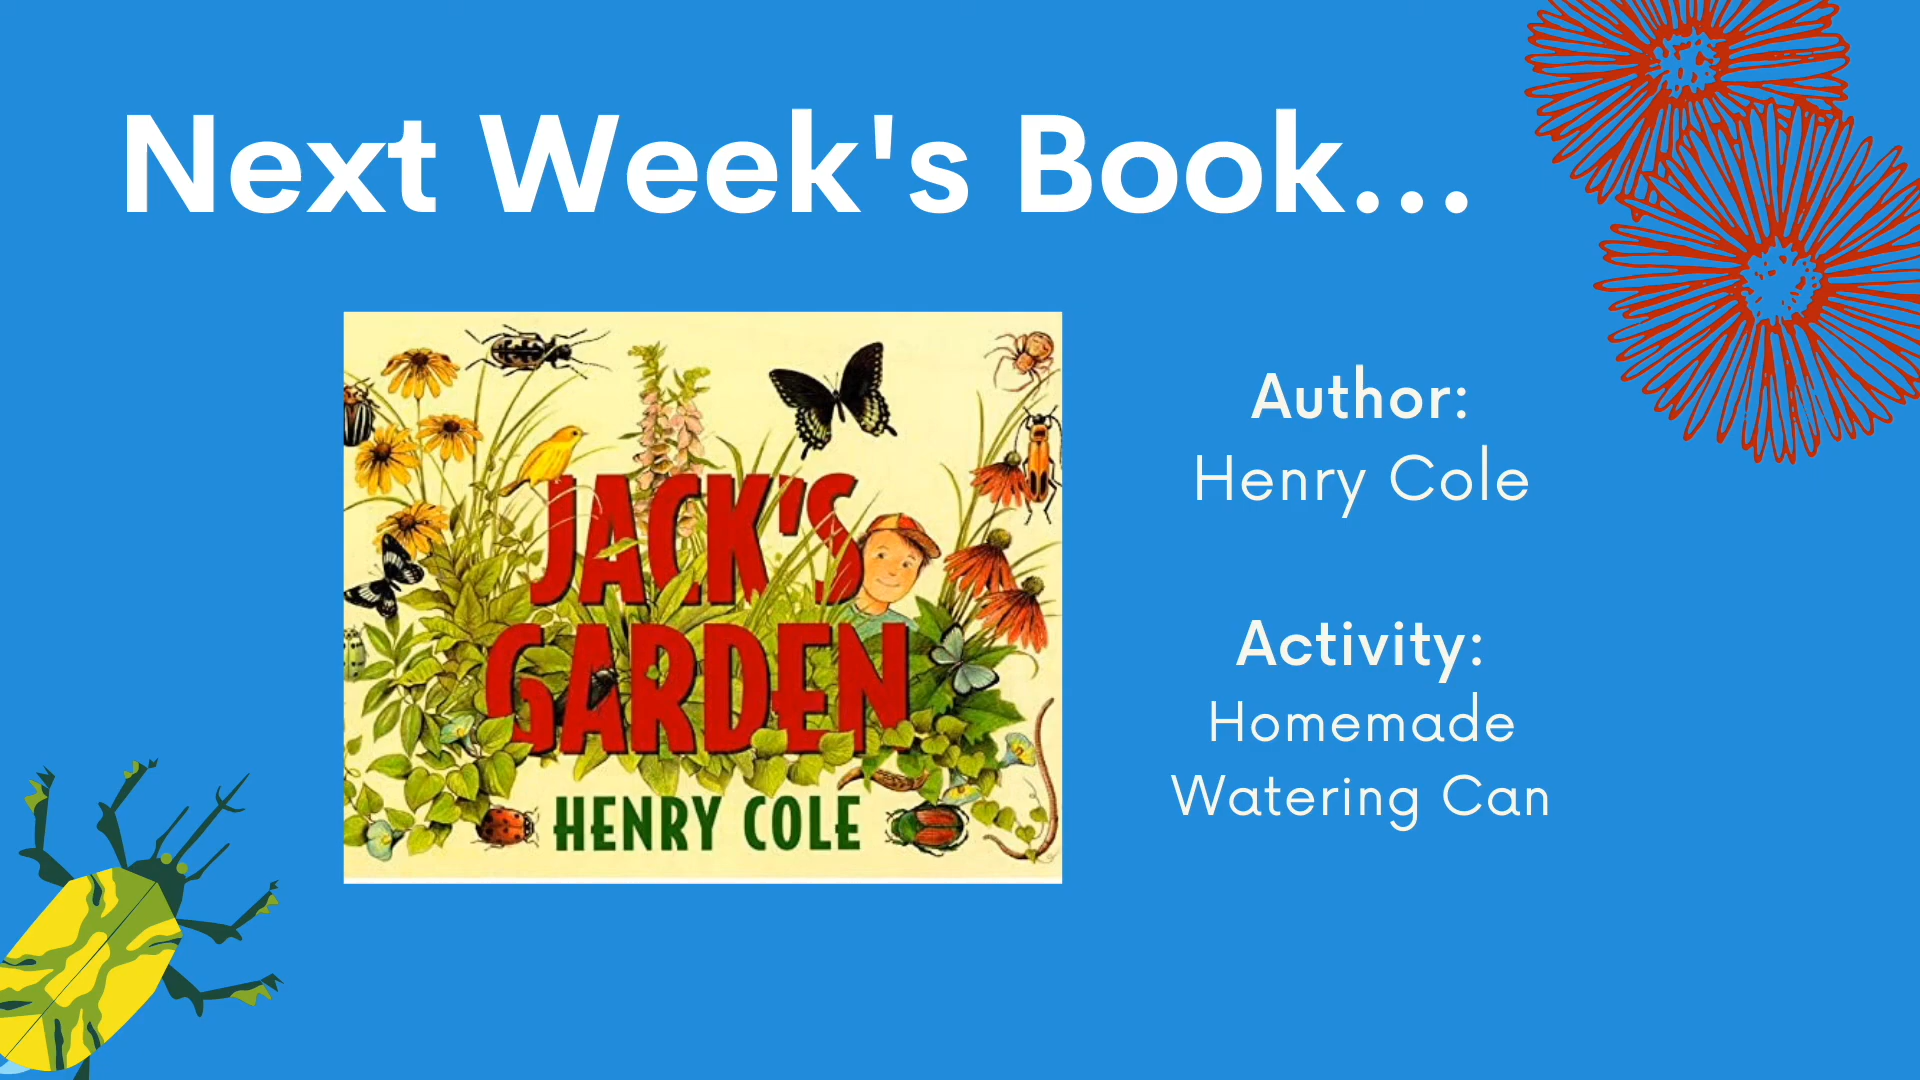 Next Week's Book...
JACK'S
GARDEN
HENRY COLE
Author:
Henry Cole
Activity:
Homemade
Watering Can